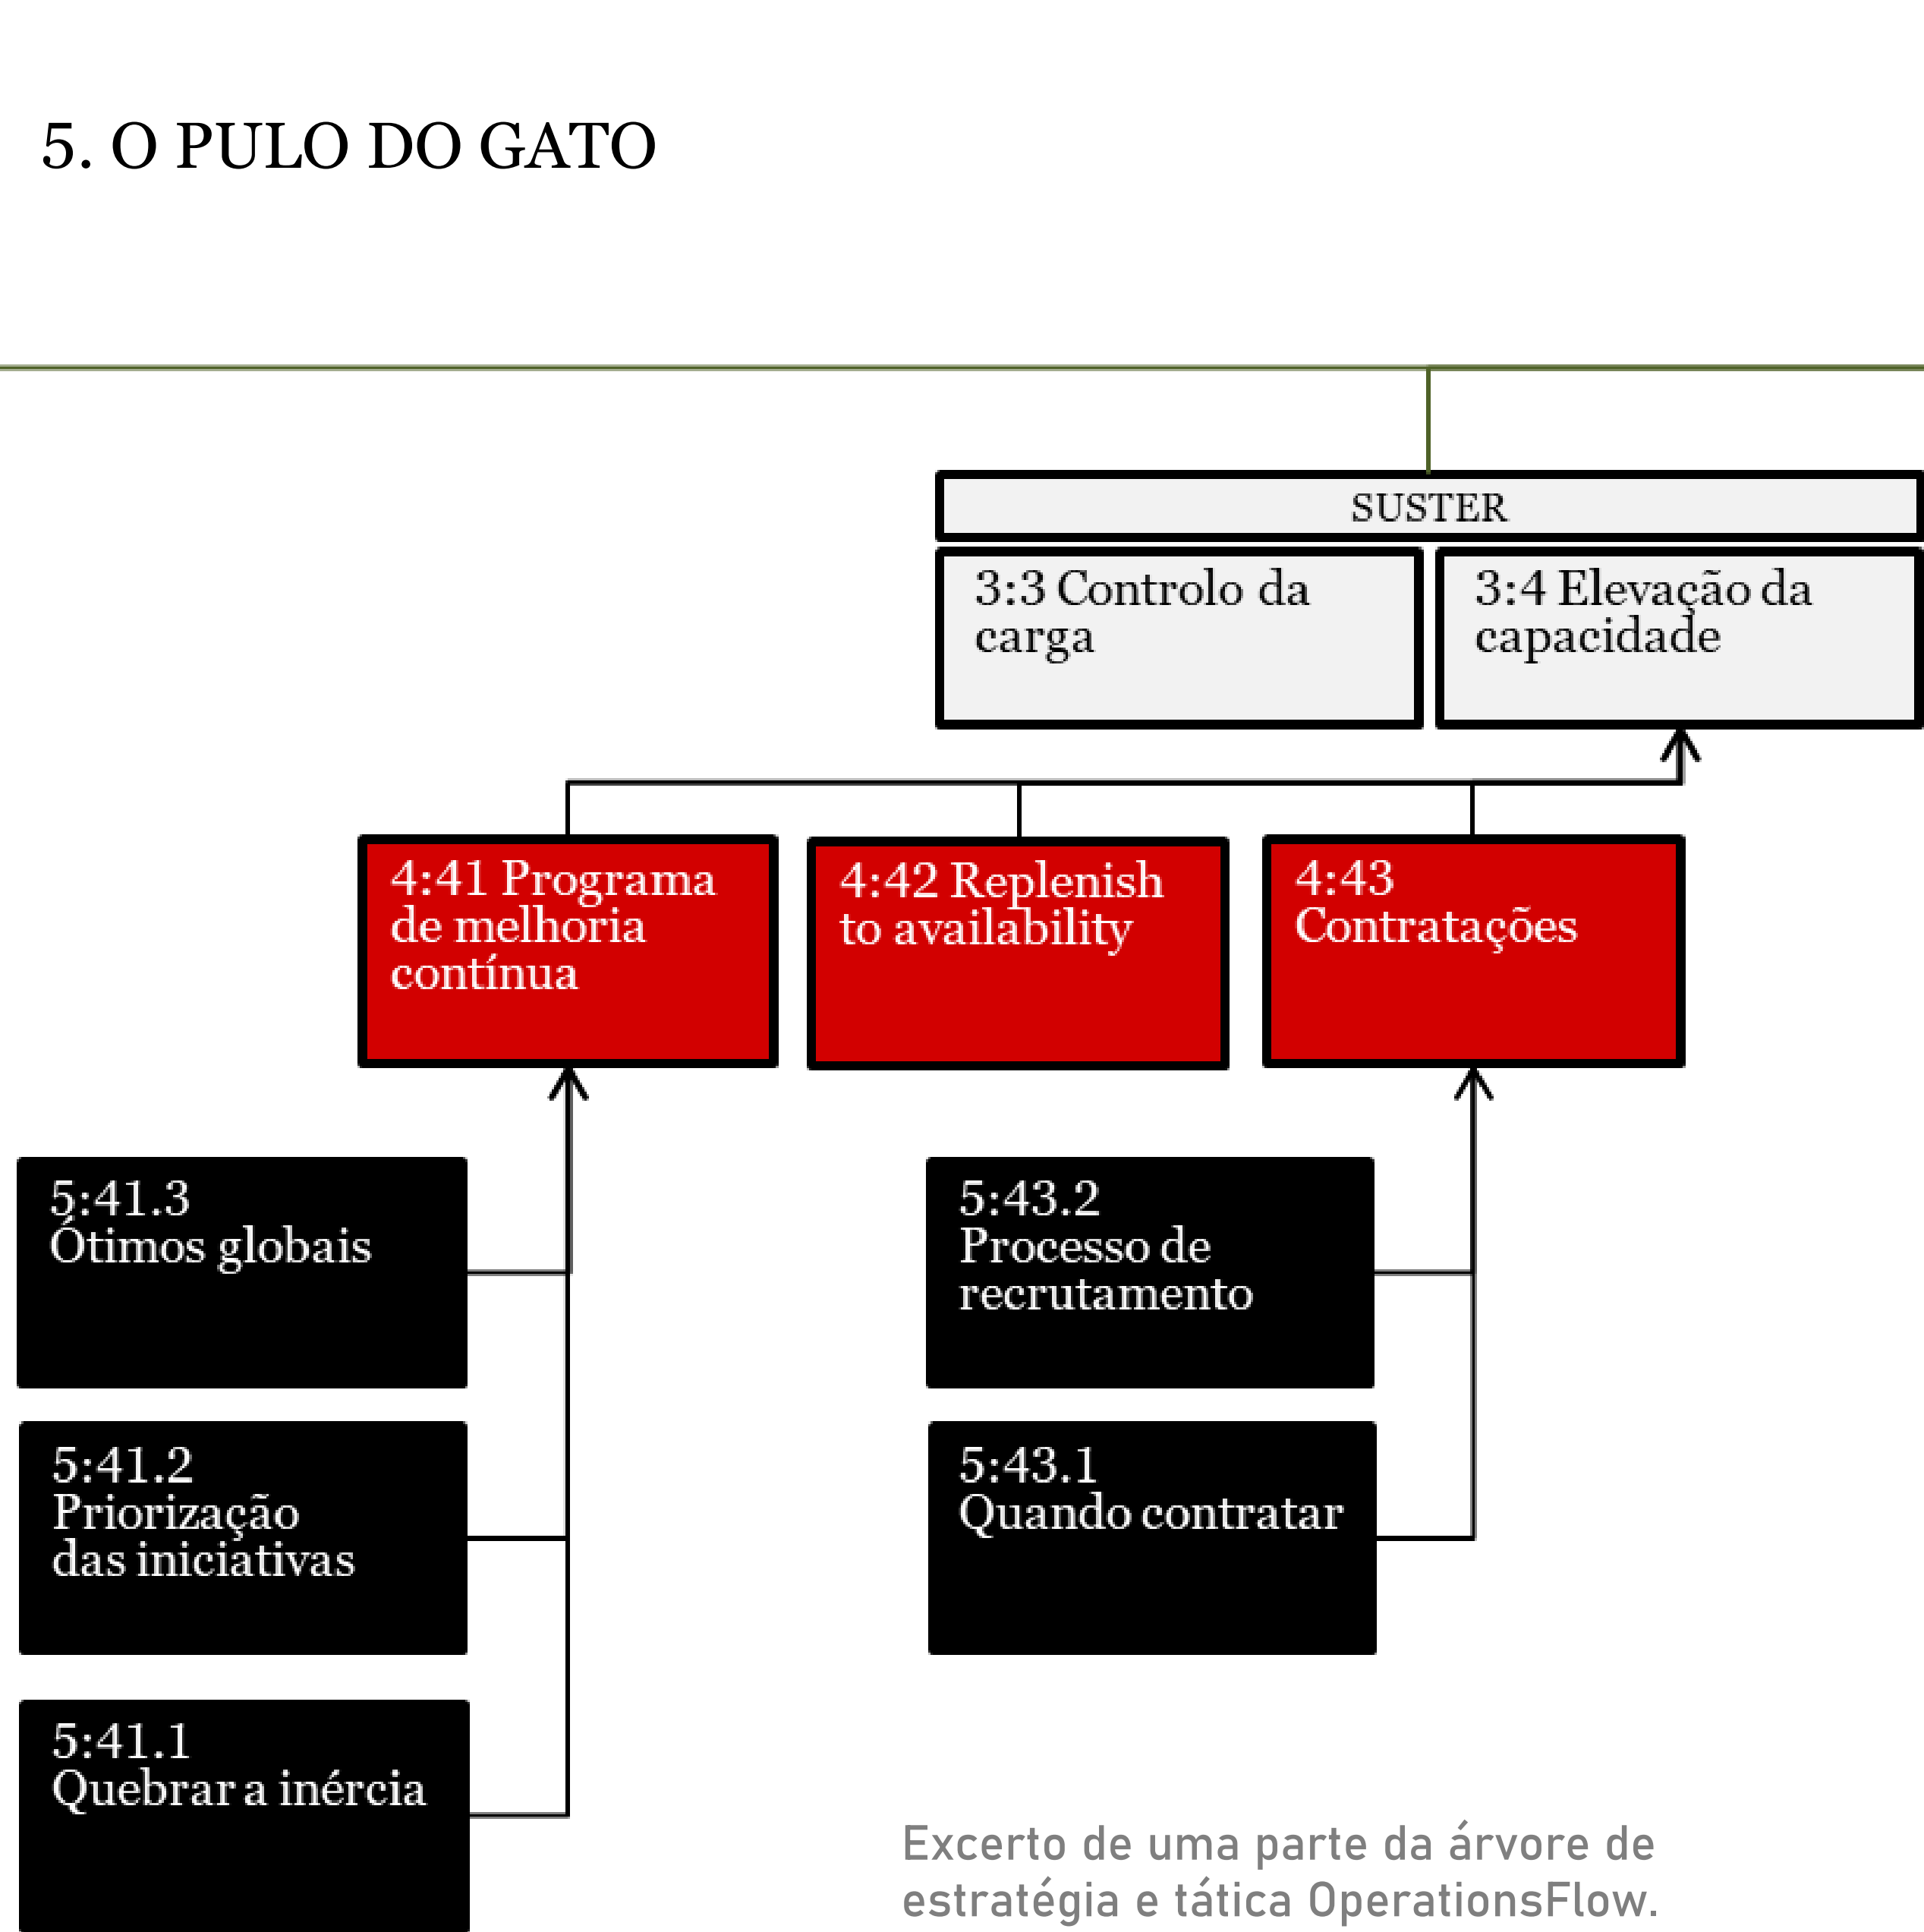 5. O PULO DO GATO
SUSTER
3:3 Controlo da
carga
3:4 Elevação da
capacidade
4:41 Programa
de melhoria
contínua
4:42 Replenish
to availability
4:43
Contratações
5:41.3
Ótimos globais
5:43.2
Processo de
recrutamento
5:41.2
Priorização
das iniciativas
5:43.1
Quando contratar
5:41.1
Quebrar a inércia
Excerto de uma parte da árvore de
estratégia e tática OperationsFlow.